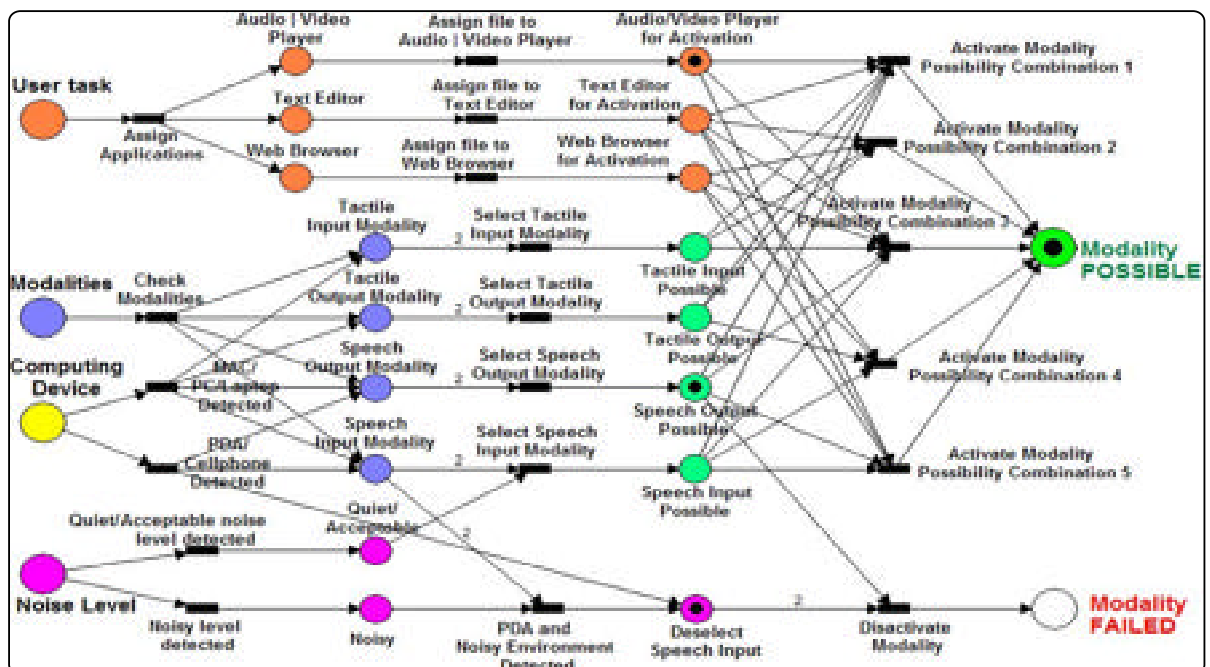 Audio | Video
Player
Assign file to
Audio | Video Player
Audio/Video Player
for Activation
Activate Modality
Possibility Combination 1
User task
Text Editor
Assign file to
Text Editor
Text Editor
for Activation
Assign
Applications
Web Browser
Assign file to
Web Browser
Web Browser
for Activation
Activate Modality
Possibility Combination 2
Tactile
Input Modality
2
Select Tactile
Input Modality
Tactile Input
Possible
Activate Modality
Possibility Combination 3
Modality
POSSIBLE
Modalities
Check
Modalities
Tactile
Output Modality
2
Select Tactile
Output Modality
Tactile Output
Possible
Computing
Device
MAC/
PC/Laptop
Detected
Speech
Output Modality
2
Select Speech
Output Modality
Speech Output
Possible
Activate Modality
Possibility Combination 4
PDA/
Cellphone
Detected
Speech
Input Modality
2
Select Speech
Input Modality
Speech Input
Possible
Activate Modality
Possibility Combination 5
Quiet/Acceptable noise
level detected
Quiet/
Acceptable
2
Noise Level
Noisy level
detected
Noisy
PDA and
Noisy Environment
Detected
Deselect
Speech Input
2
Disactivate
Modality
Modality
FAILED